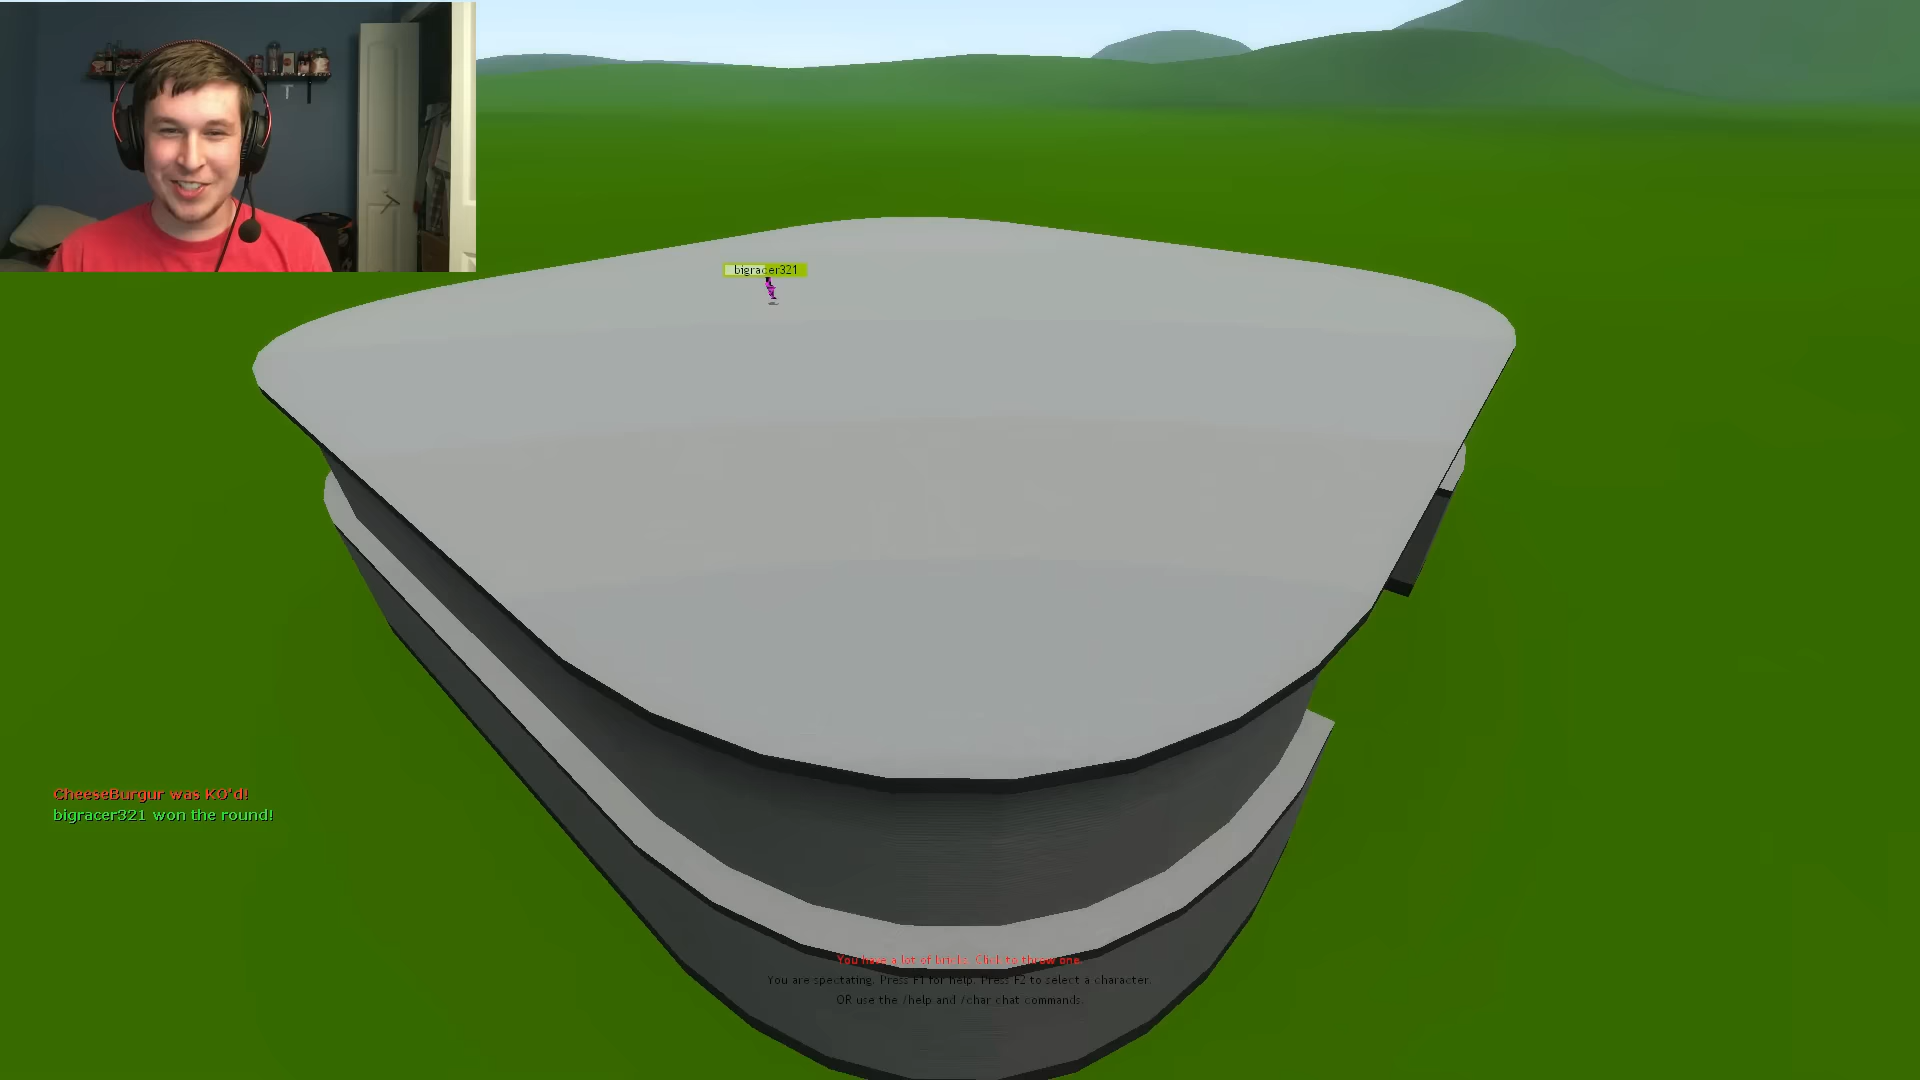 bigracer321
CheeseBurgur was KO'd!
bigracer321 won the round!
You have a lot of bricks. Click to throw one.
You are spectating. Press F1 for help. Press F2 to select a character.
OR use the /help and /char chat commands.